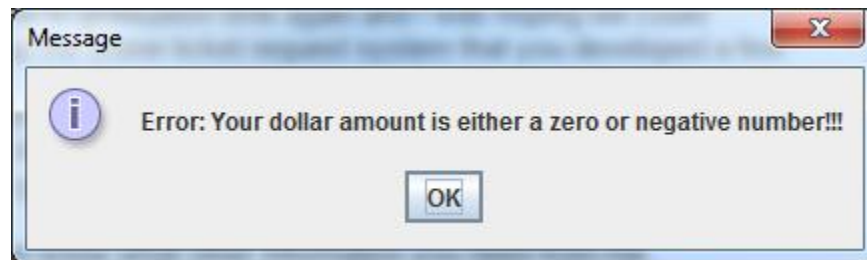 Message
Error: Your dollar amount is either a zero or negative number!!!
OK